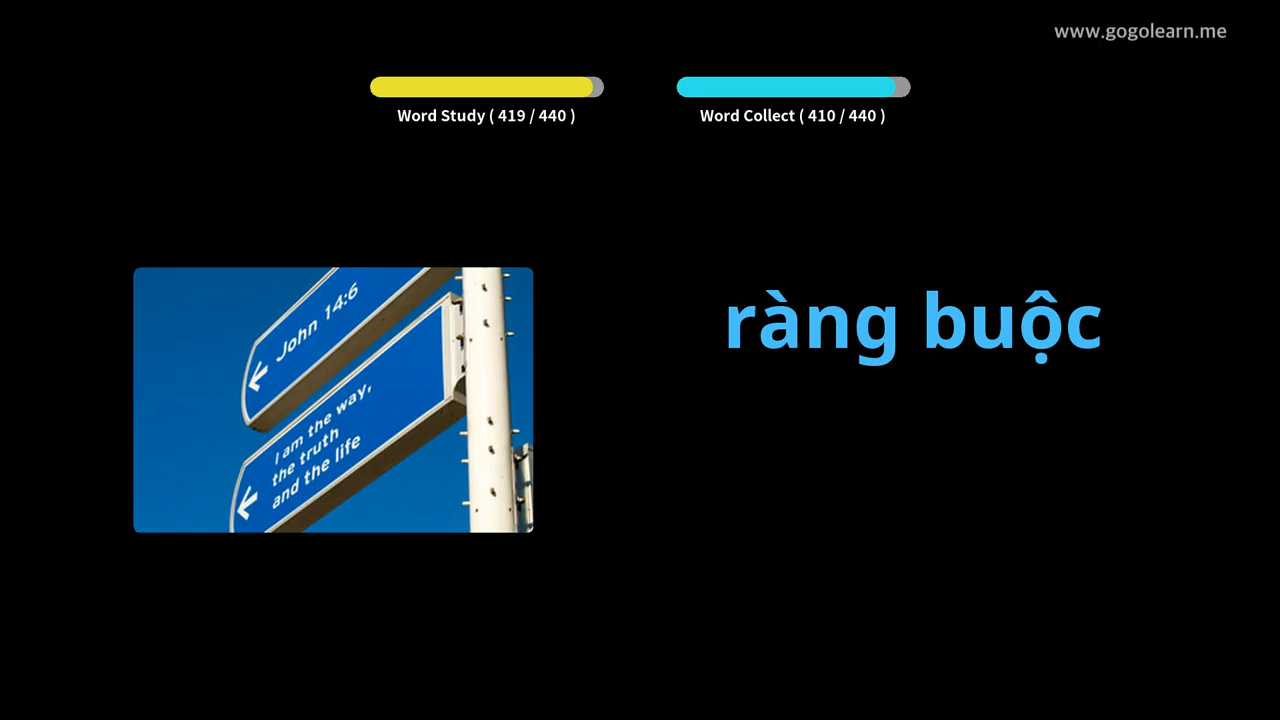 www.gogolearn.me
Word Study ( 419 / 440 )
Word Collect ( 410 / 440 )
ràng buộc
John 14:6
I am the way,
the truth
and the life